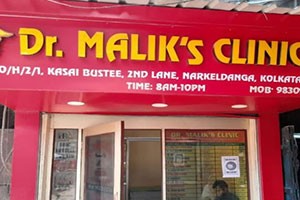 Dr. MALIK'S CLINIC
0/H/2/1, KASAI BUSTEE, 2ND LANE, NARKELDANGA, KOLKATA
TIME: 8AM-10PM MOB: 9830
DR. MALIK'S CLINIC